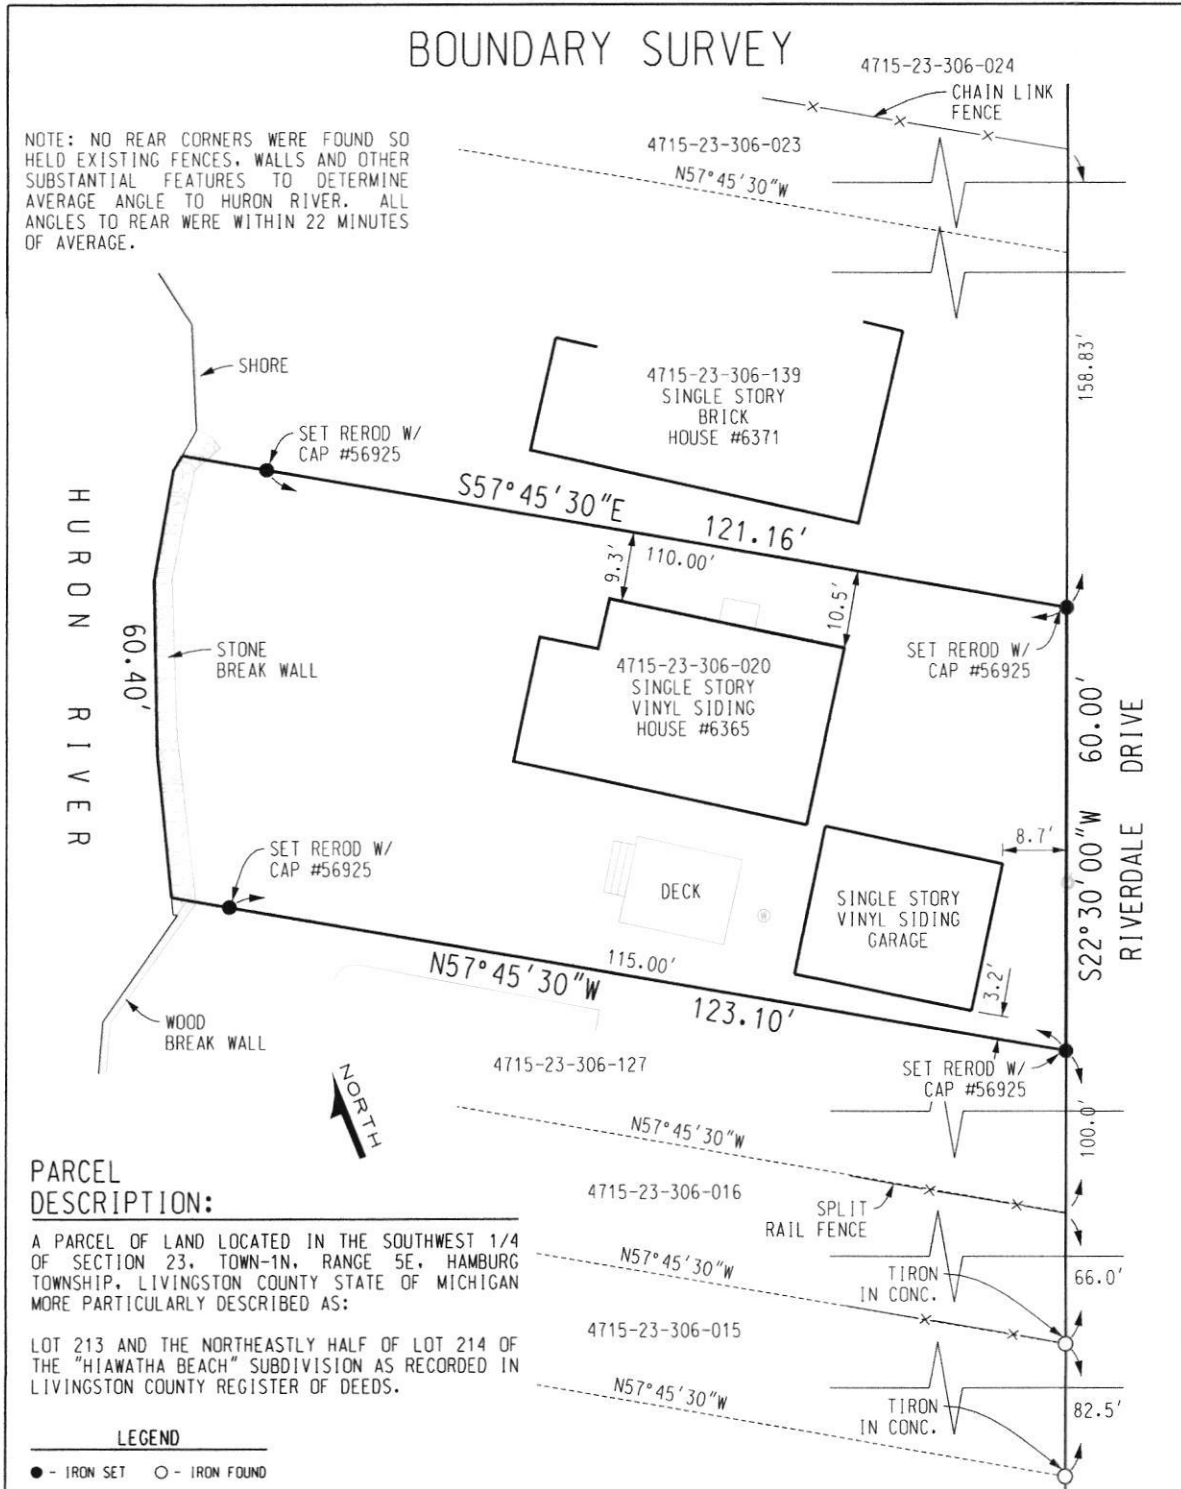 BOUNDARY SURVEY
4715-23-306-024
CHAIN LINK
FENCE
NOTE: NO REAR CORNERS WERE FOUND SO
HELD EXISTING FENCES, WALLS AND OTHER
SUBSTANTIAL FEATURES TO DETERMINE
AVERAGE ANGLE TO HURON RIVER. ALL
ANGLES TO REAR WERE WITHIN 22 MINUTES
OF AVERAGE.
4715-23-306-023
N57°45'30"W
158.83'
SHORE
4715-23-306-139
SINGLE STORY
BRICK
HOUSE #6371
SET REROD W/
CAP #56925
S57°45'30"E
121.16'
110.00'
9.3'
10.5'
HURON RIVER
60.40'
STONE
BREAK WALL
4715-23-306-020
SINGLE STORY
VINYL SIDING
HOUSE #6365
SET REROD W/
CAP #56925
S22°30'00"W 60.00'
RIVERDALE DRIVE
8.7'
SET REROD W/
CAP #56925
DECK
W
SINGLE STORY
VINYL SIDING
GARAGE
3.2'
115.00'
N57°45'30"W
123.10'
WOOD
BREAK WALL
4715-23-306-127
SET REROD W/
CAP #56925
NORTH
100.0'
N57°45'30"W
PARCEL
DESCRIPTION:
4715-23-306-016
SPLIT
RAIL FENCE
A PARCEL OF LAND LOCATED IN THE SOUTHWEST 1/4
OF SECTION 23, TOWN-1N, RANGE 5E, HAMBURG
TOWNSHIP, LIVINGSTON COUNTY STATE OF MICHIGAN
MORE PARTICULARLY DESCRIBED AS:
N57°45'30"W
TIRON
IN CONC.
66.0'
4715-23-306-015
LOT 213 AND THE NORTHEASTLY HALF OF LOT 214 OF
THE "HIAWATHA BEACH" SUBDIVISION AS RECORDED IN
LIVINGSTON COUNTY REGISTER OF DEEDS.
N57°45'30"W
TIRON
IN CONC.
82.5'
LEGEND
● - IRON SET ○ - IRON FOUND